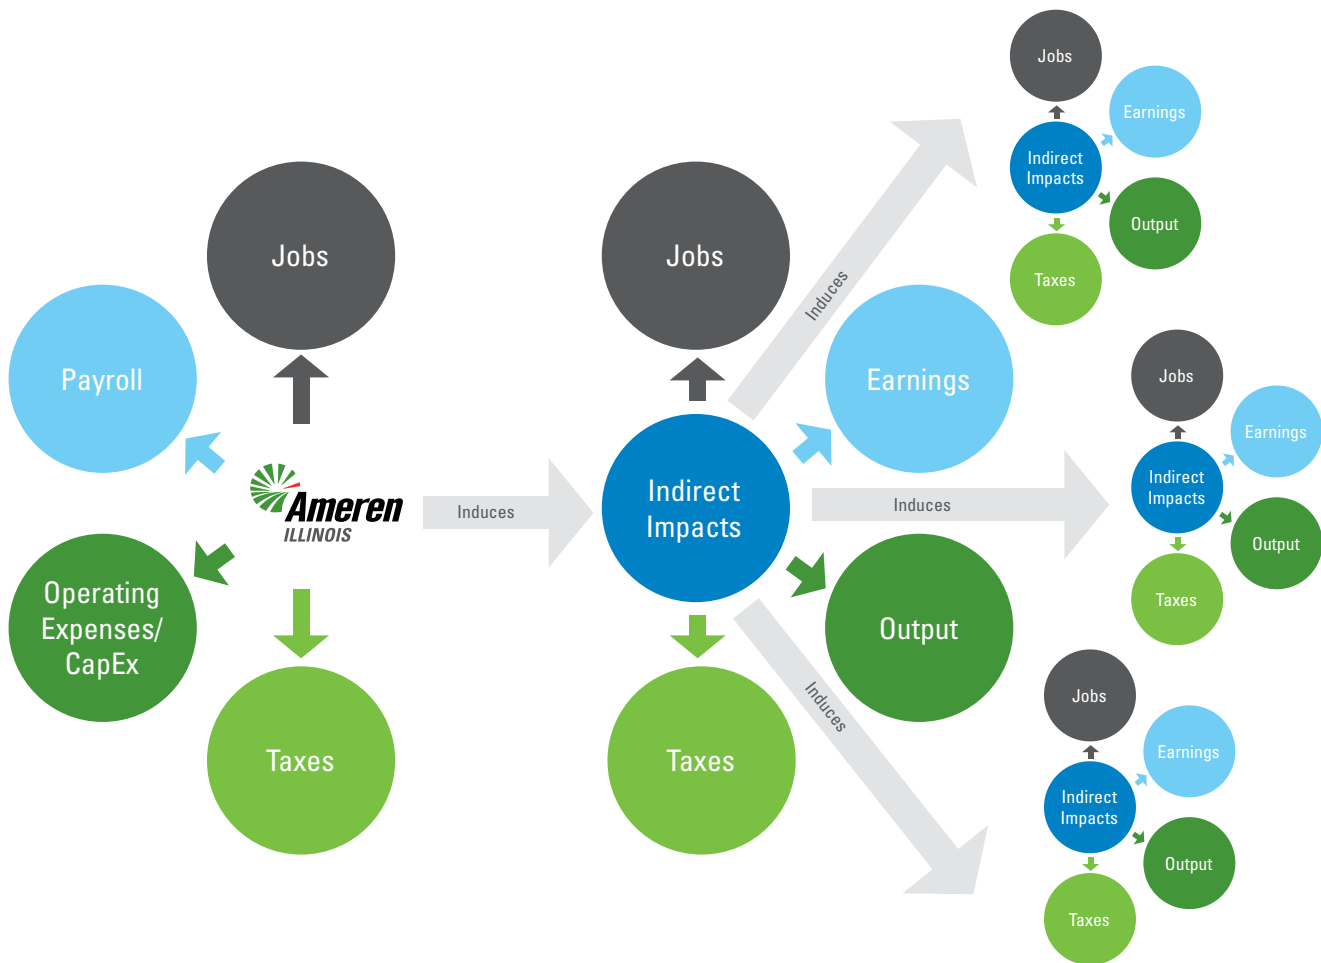 Jobs
Payroll
Ameren
ILLINOIS
Operating
Expenses/
CapEx
Taxes
Induces
Jobs
Earnings
Indirect
Impacts
Output
Taxes
Induces
Jobs
Earnings
Indirect
Impacts
Output
Taxes
Induces
Jobs
Earnings
Indirect
Impacts
Output
Taxes
Induces
Jobs
Earnings
Indirect
Impacts
Output
Taxes